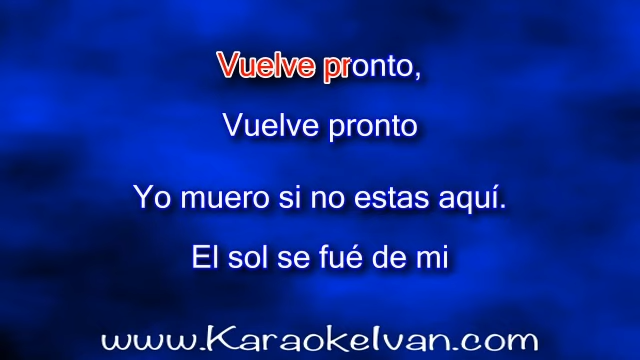 Vuelve pronto,
Vuelve pronto
Yo muero si no estas aquí.
El sol se fué de mi
www.KaraokeIvan.com